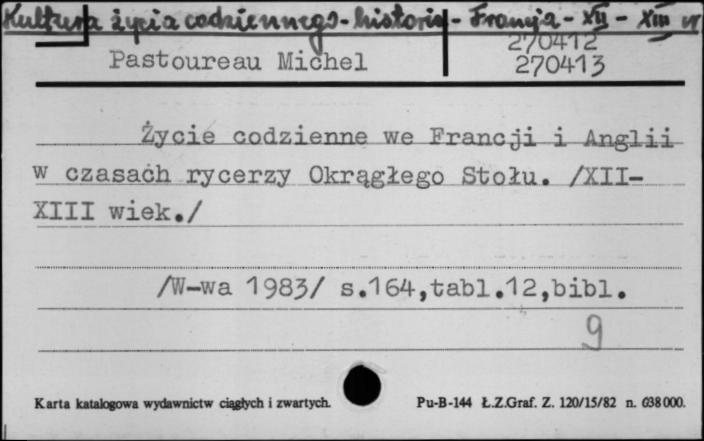 Kultura życia codziennego - historia - Francja - XII - XIII w
270412
Pastoureau Michel
270413
Życie codzienne we Francji i Anglii
w czasach rycerzy Okrągłego Stołu. /XII-
XIII wiek./
/W-wa 1983/ s.164,tabl.12,bibl.
9
Karta katalogowa wydawnictw ciągłych i zwartych. Pu-B-144 Ł.Z.Graf. Z. 120/15/82 n. 638000.